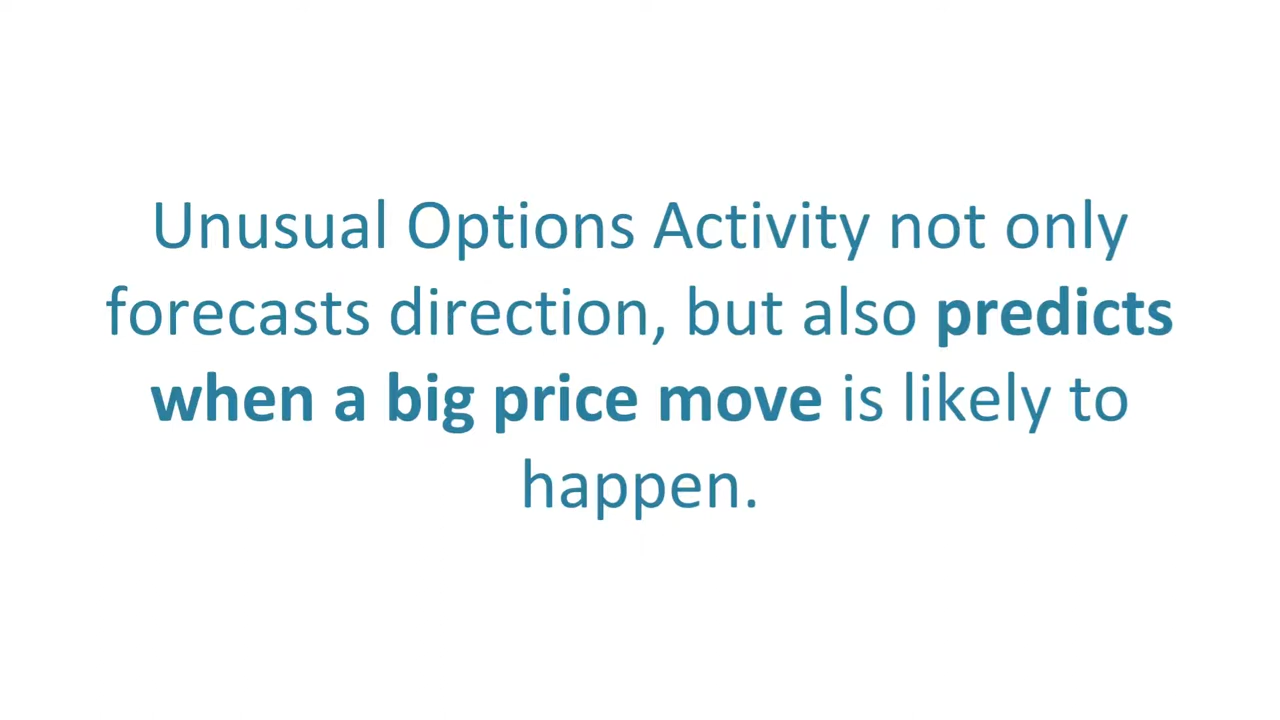 Unusual Options Activity not only
forecasts direction, but also predicts
when a big price move is likely to
happen.